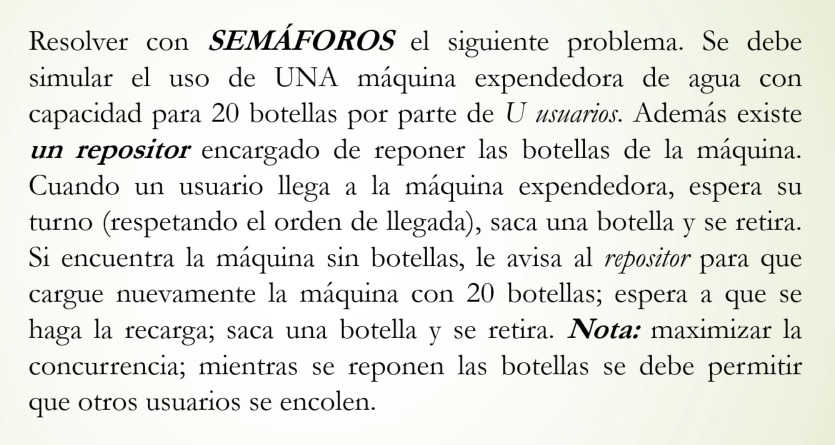 Resolver con SEMÁFOROS el siguiente problema. Se debe
simular el uso de UNA máquina expendedora de agua con
capacidad para 20 botellas por parte de U usuarios. Además existe
un repositor encargado de reponer las botellas de la máquina.
Cuando un usuario llega a la máquina expendedora, espera su
turno (respetando el orden de llegada), saca una botella y se retira.
Si encuentra la máquina sin botellas, le avisa al repositor para que
cargue nuevamente la máquina con 20 botellas; espera a que se
haga la recarga; saca una botella y se retira. Nota: maximizar la
concurrencia; mientras se reponen las botellas se debe permitir
que otros usuarios se encolen.